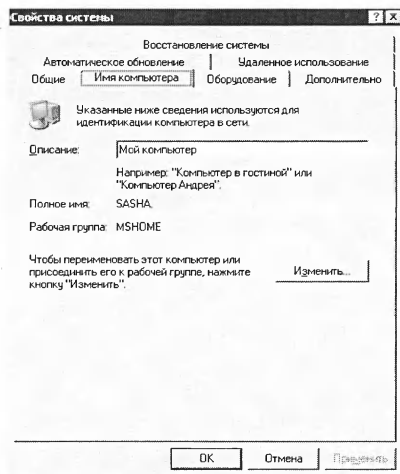 Свойства системы
Восстановление системы
Автоматическое обновление
Удаленное использование
Общие
Имя компьютера
Оборудование
Дополнительно
Указанные ниже сведения используются для
идентификации компьютера в сети.
Описание:
Мой компьютер
Например: "Компьютер в гостиной" или
"Компьютер Андрея".
Полное имя:
SASHA.
Рабочая группа:
MSHOME
Чтобы переименовать этот компьютер или
присоединить его к рабочей группе, нажмите
кнопку "Изменить".
Изменить...
OK
Отмена
Применить